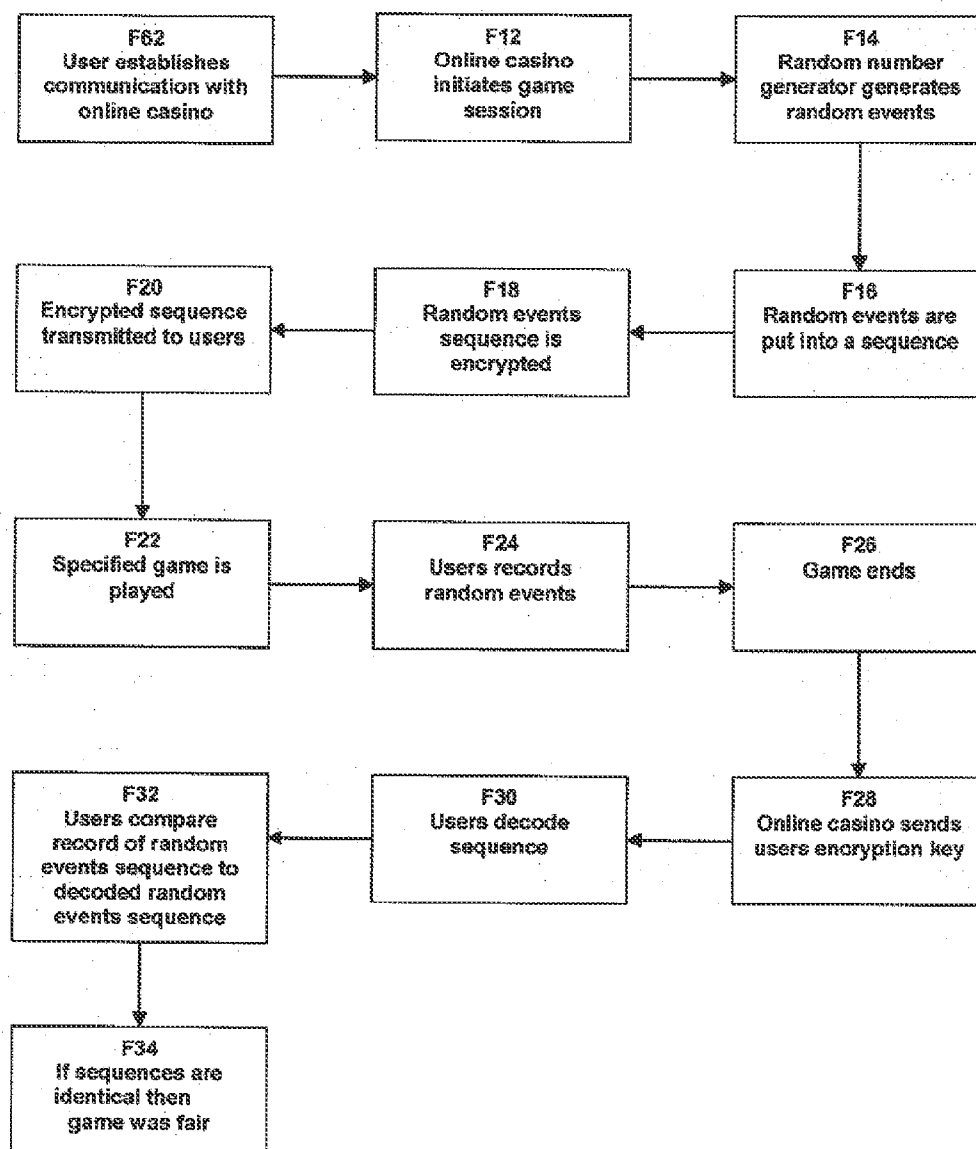 F62
User establishes
communication with
online casino
F12
Online casino
initiates game
session
F14
Random number
generator generates
random events
F20
Encrypted sequence
transmitted to users
F18
Random events
sequence is
encrypted
F16
Random events are
put into a sequence
F22
Specified game is
played
F24
Users records
random events
F26
Game ends
F32
Users compare
record of random
events sequence to
decoded random
events sequence
F30
Users decode
sequence
F28
Online casino sends
users encryption key
F34
If sequences are
identical then
game was fair